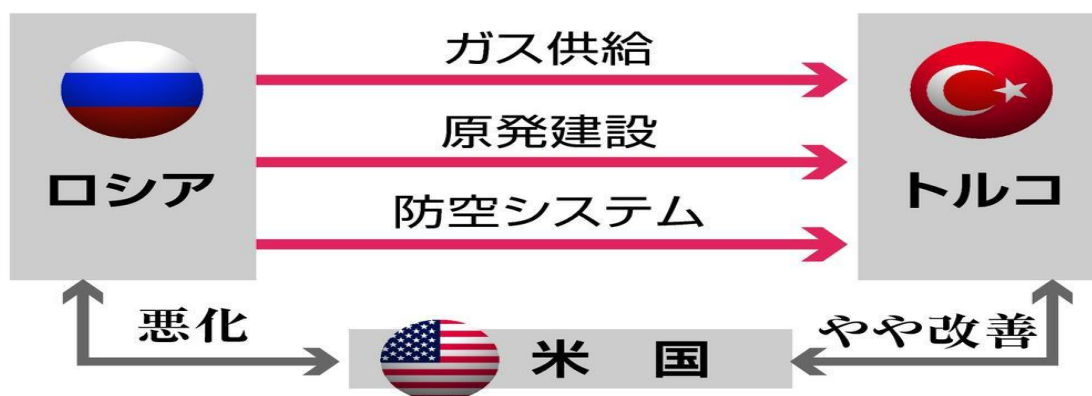 ガス供給
原発建設
防空システム
ロシア
トルコ
悪化
米国
やや改善